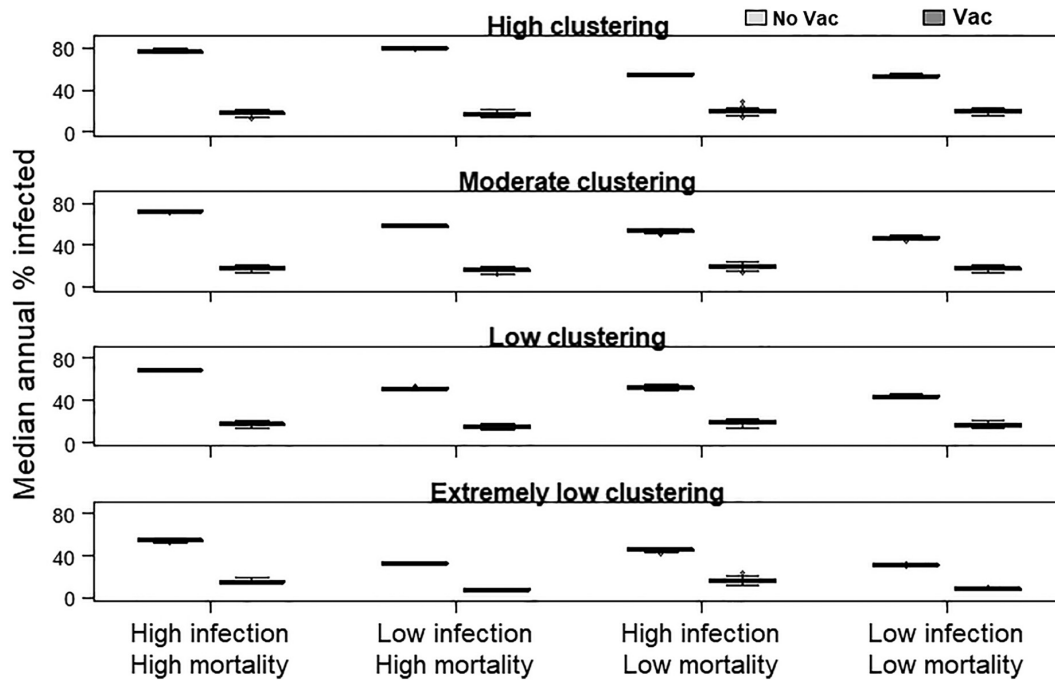 High clustering
No Vac
Vac
80
40
0
Moderate clustering
80
40
0
Low clustering
80
40
0
Extremely low clustering
80
40
0
Median annual % infected
High infection
High mortality
Low infection
High mortality
High infection
Low mortality
Low infection
Low mortality